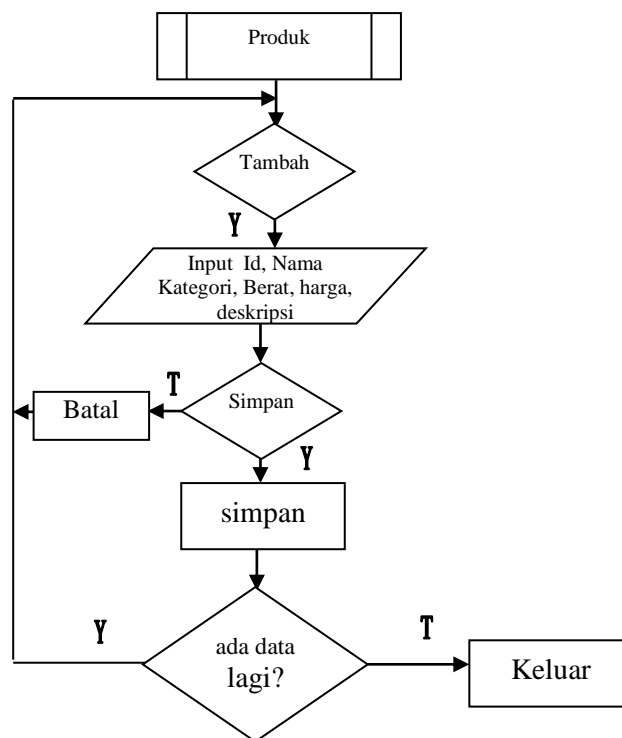 Produk
Tambah
Y
Input Id, Nama
Kategori, Berat, harga,
deskripsi
T
Batal
Simpan
Y
simpan
Y
ada data
lagi?
T
Keluar